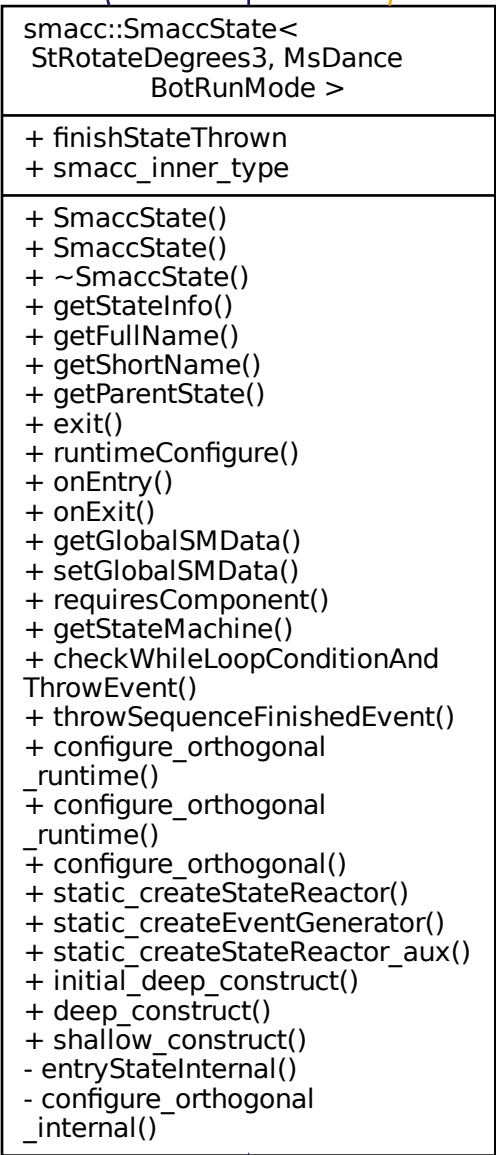 smacc::SmaccState<
StRotateDegrees3, MsDance
BotRunMode >
+ finishStateThrown
+ smacc_inner_type
+ SmaccState()
+ SmaccState()
+ ~SmaccState()
+ getStateInfo()
+ getFullName()
+ getShortName()
+ getParentState()
+ exit()
+ runtimeConfigure()
+ onEntry()
+ onExit()
+ getGlobalSMData()
+ setGlobalSMData()
+ requiresComponent()
+ getStateMachine()
+ checkWhileLoopConditionAnd
ThrowEvent()
+ throwSequenceFinishedEvent()
+ configure_orthogonal
_runtime()
+ configure_orthogonal
_runtime()
+ configure_orthogonal()
+ static_createStateReactor()
+ static_createEventGenerator()
+ static_createStateReactor_aux()
+ initial_deep_construct()
+ deep_construct()
+ shallow_construct()
- entryStateInternal()
- configure_orthogonal
_internal()